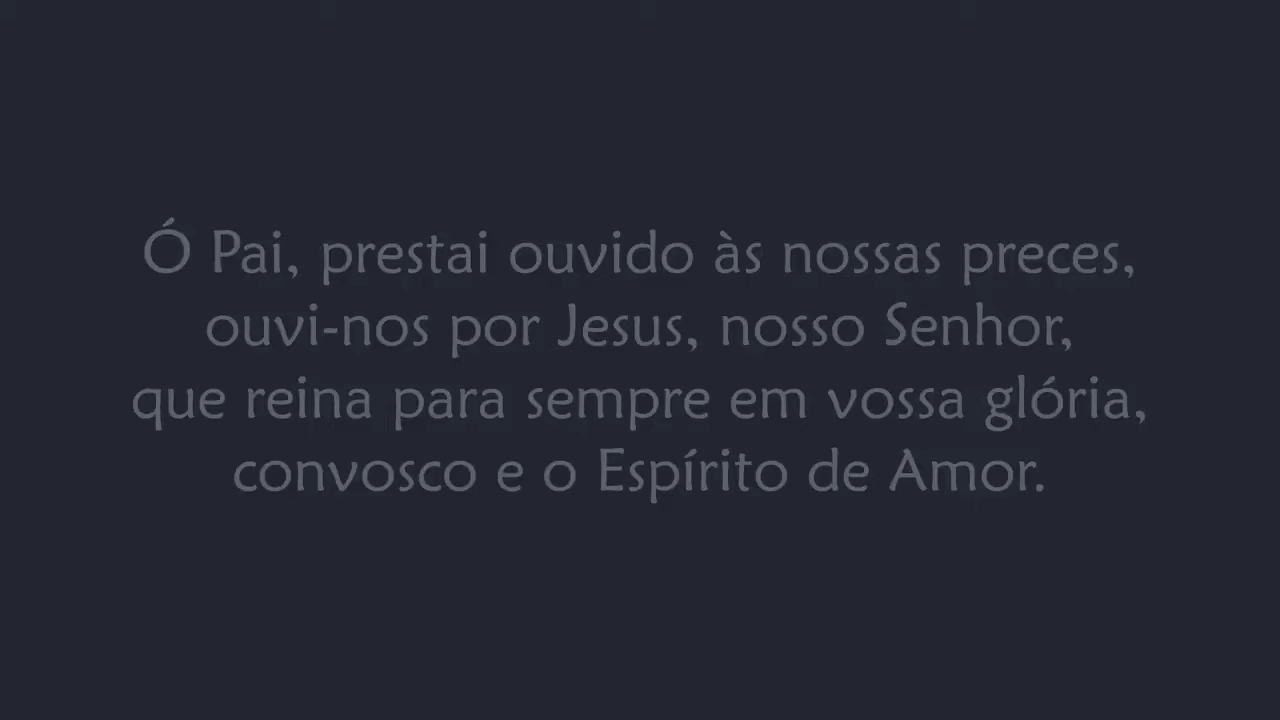 Ó Pai, prestai ouvido às nossas preces,
ouvi-nos por Jesus, nosso Senhor,
que reina para sempre em vossa glória,
convosco e o Espírito de Amor.